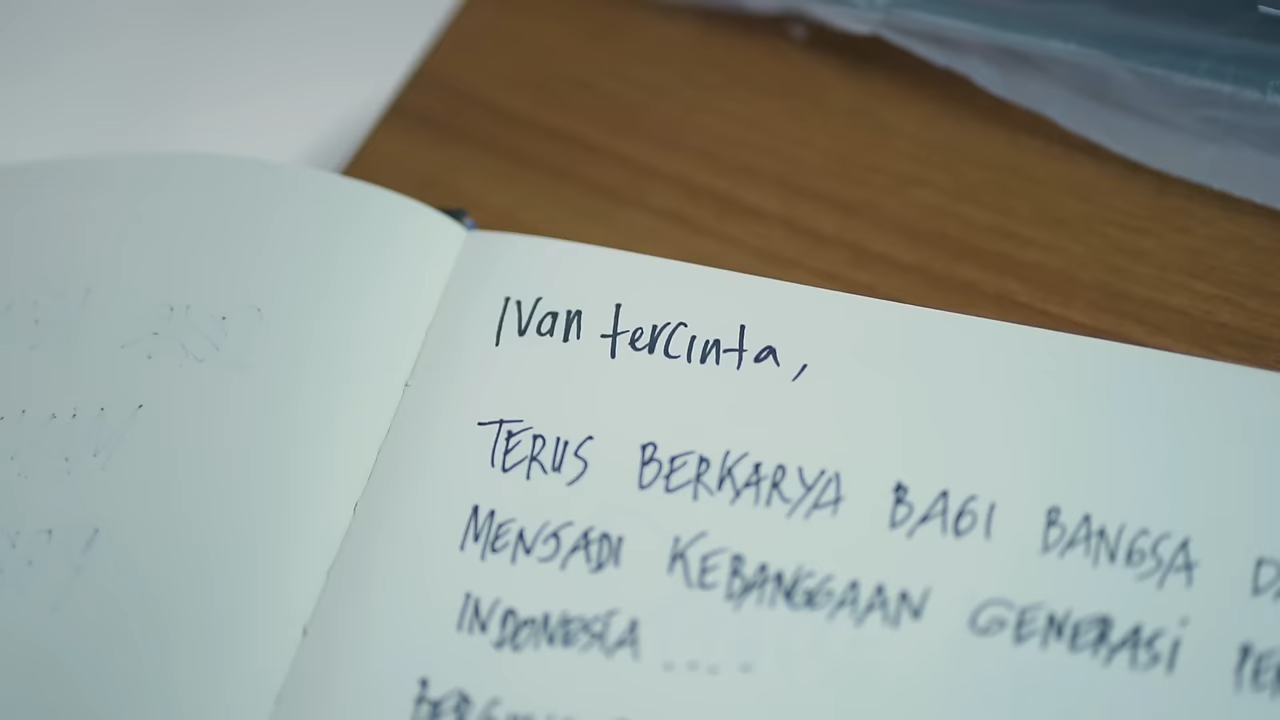 Ivan tercinta,
TERUS BERKARYA BAGI BANGSA
MENJADI KEBANGGAAN GENERASI
INDONESIA ....